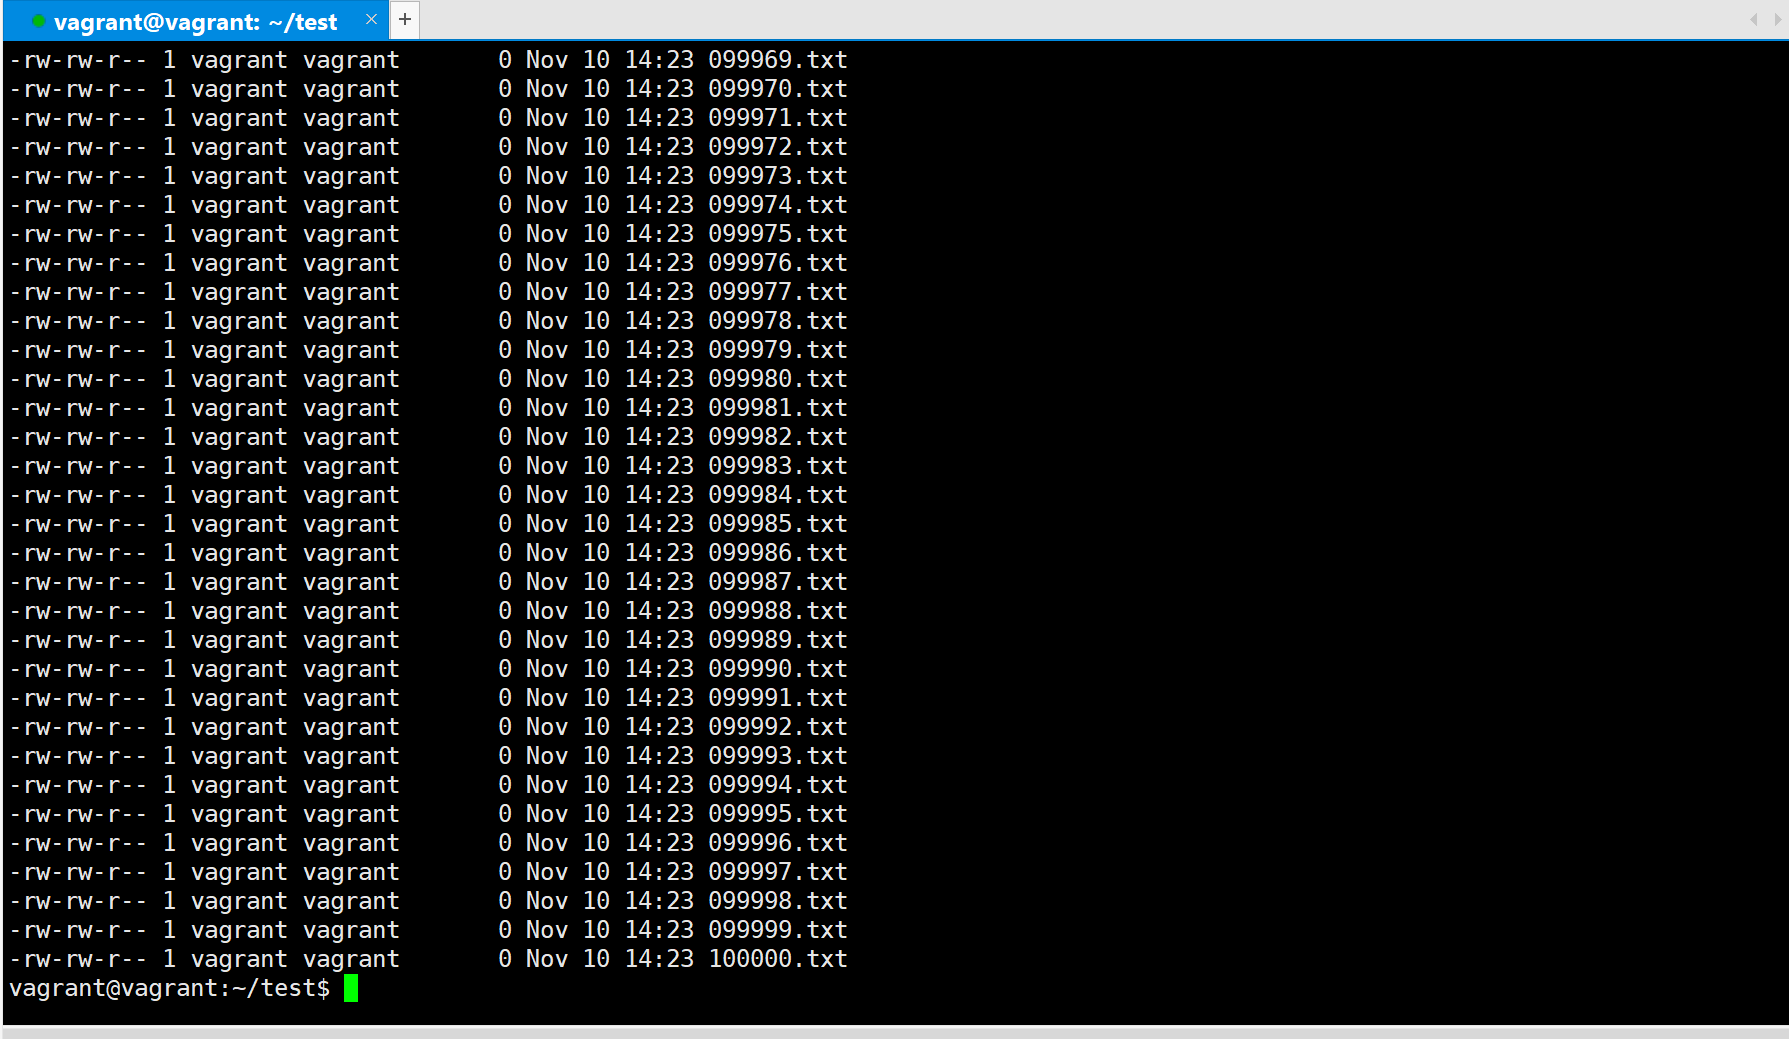 vagrant@vagrant: ~/test × +
-rw-rw-r-- 1 vagrant vagrant       0 Nov 10 14:23 099969.txt
-rw-rw-r-- 1 vagrant vagrant       0 Nov 10 14:23 099970.txt
-rw-rw-r-- 1 vagrant vagrant       0 Nov 10 14:23 099971.txt
-rw-rw-r-- 1 vagrant vagrant       0 Nov 10 14:23 099972.txt
-rw-rw-r-- 1 vagrant vagrant       0 Nov 10 14:23 099973.txt
-rw-rw-r-- 1 vagrant vagrant       0 Nov 10 14:23 099974.txt
-rw-rw-r-- 1 vagrant vagrant       0 Nov 10 14:23 099975.txt
-rw-rw-r-- 1 vagrant vagrant       0 Nov 10 14:23 099976.txt
-rw-rw-r-- 1 vagrant vagrant       0 Nov 10 14:23 099977.txt
-rw-rw-r-- 1 vagrant vagrant       0 Nov 10 14:23 099978.txt
-rw-rw-r-- 1 vagrant vagrant       0 Nov 10 14:23 099979.txt
-rw-rw-r-- 1 vagrant vagrant       0 Nov 10 14:23 099980.txt
-rw-rw-r-- 1 vagrant vagrant       0 Nov 10 14:23 099981.txt
-rw-rw-r-- 1 vagrant vagrant       0 Nov 10 14:23 099982.txt
-rw-rw-r-- 1 vagrant vagrant       0 Nov 10 14:23 099983.txt
-rw-rw-r-- 1 vagrant vagrant       0 Nov 10 14:23 099984.txt
-rw-rw-r-- 1 vagrant vagrant       0 Nov 10 14:23 099985.txt
-rw-rw-r-- 1 vagrant vagrant       0 Nov 10 14:23 099986.txt
-rw-rw-r-- 1 vagrant vagrant       0 Nov 10 14:23 099987.txt
-rw-rw-r-- 1 vagrant vagrant       0 Nov 10 14:23 099988.txt
-rw-rw-r-- 1 vagrant vagrant       0 Nov 10 14:23 099989.txt
-rw-rw-r-- 1 vagrant vagrant       0 Nov 10 14:23 099990.txt
-rw-rw-r-- 1 vagrant vagrant       0 Nov 10 14:23 099991.txt
-rw-rw-r-- 1 vagrant vagrant       0 Nov 10 14:23 099992.txt
-rw-rw-r-- 1 vagrant vagrant       0 Nov 10 14:23 099993.txt
-rw-rw-r-- 1 vagrant vagrant       0 Nov 10 14:23 099994.txt
-rw-rw-r-- 1 vagrant vagrant       0 Nov 10 14:23 099995.txt
-rw-rw-r-- 1 vagrant vagrant       0 Nov 10 14:23 099996.txt
-rw-rw-r-- 1 vagrant vagrant       0 Nov 10 14:23 099997.txt
-rw-rw-r-- 1 vagrant vagrant       0 Nov 10 14:23 099998.txt
-rw-rw-r-- 1 vagrant vagrant       0 Nov 10 14:23 099999.txt
-rw-rw-r-- 1 vagrant vagrant       0 Nov 10 14:23 100000.txt
vagrant@vagrant:~/test$